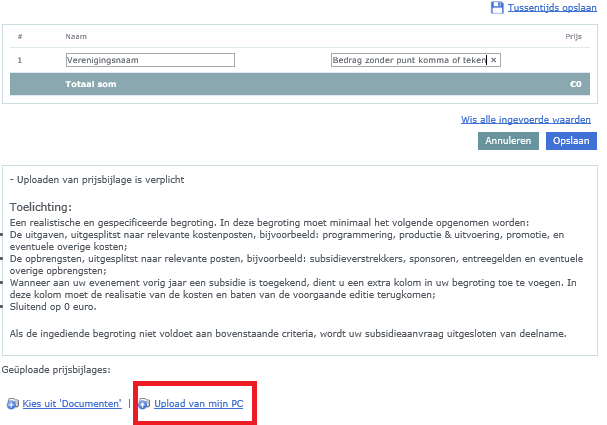 Tussentijds opslaan
# Naam Prijs
1 Verenigingsnaam Bedrag zonder punt komma of teken ×
Totaal som €0
Wis alle ingevoerde waarden
Annuleren Opslaan
- Uploaden van prijsbijlage is verplicht
Toelichting:
Een realistische en gespecificeerde begroting. In deze begroting moet minimaal het volgende opgenomen worden:
De uitgaven, uitgesplitst naar relevante kostenposten, bijvoorbeeld: programmering, productie & uitvoering, promotie, en
eventuele overige kosten;
De opbrengsten, uitgesplitst naar relevante posten, bijvoorbeeld: subsidieverstrekkers, sponsoren, entreegelden en eventuele
overige opbrengsten;
Wanneer aan uw evenement vorig jaar een subsidie is toegekend, dient u een extra kolom in uw begroting toe te voegen. In
deze kolom moet de realisatie van de kosten en baten van de voorgaande editie terugkomen;
Sluitend op 0 euro.
Als de ingediende begroting niet voldoet aan bovenstaande criteria, wordt uw subsidieaanvraag uitgesloten van deelname.
Geüploade prijsbijlages:
Kies uit 'Documenten' | Upload van mijn PC